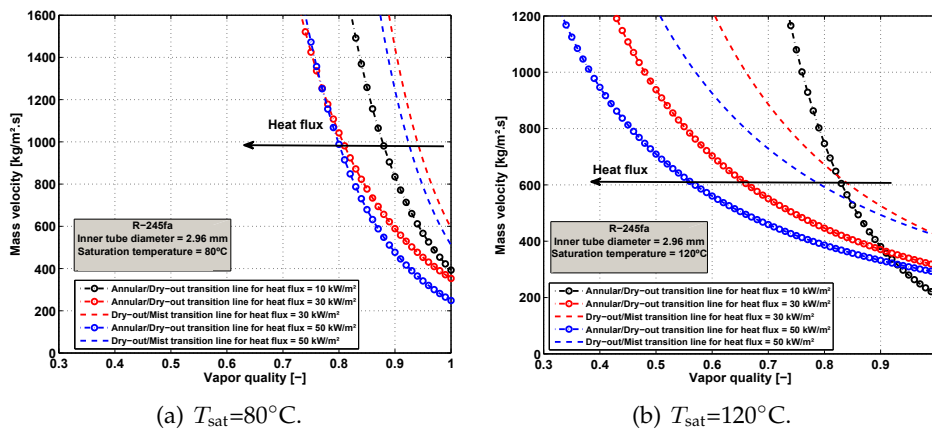 1600
1400
1200
1000
800
600
400
200
0
Mass velocity [kg/m².s]
Heat flux
R−245fa
Inner tube diameter = 2.96 mm
Saturation temperature = 80ºC
Annular/Dry−out transition line for heat flux = 10 kW/m²
Annular/Dry−out transition line for heat flux = 30 kW/m²
Dry−out/Mist transition line for heat flux = 30 kW/m²
Annular/Dry−out transition line for heat flux = 50 kW/m²
Dry−out/Mist transition line for heat flux = 50 kW/m²
0.3 0.4 0.5 0.6 0.7 0.8 0.9 1
Vapor quality [−]
(a) Tsat=80°C.
1200
1000
800
600
400
200
Mass velocity [kg/m².s]
Heat flux
R−245fa
Inner tube diameter = 2.96 mm
Saturation temperature = 120ºC
Annular/Dry−out transition line for heat flux = 10 kW/m²
Annular/Dry−out transition line for heat flux = 30 kW/m²
Dry−out/Mist transition line for heat flux = 30 kW/m²
Annular/Dry−out transition line for heat flux = 50 kW/m²
Dry−out/Mist transition line for heat flux = 50 kW/m²
0.3 0.4 0.5 0.6 0.7 0.8 0.9
Vapor quality [−]
(b) Tsat=120°C.